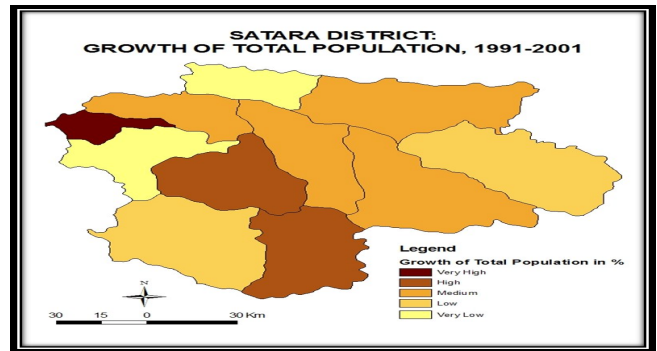 SATARA DISTRICT:
GROWTH OF TOTAL POPULATION, 1991-2001
Legend
Growth of Total Population in %
Very High
High
Medium
Low
Very Low
N
30 15 0 30 Km